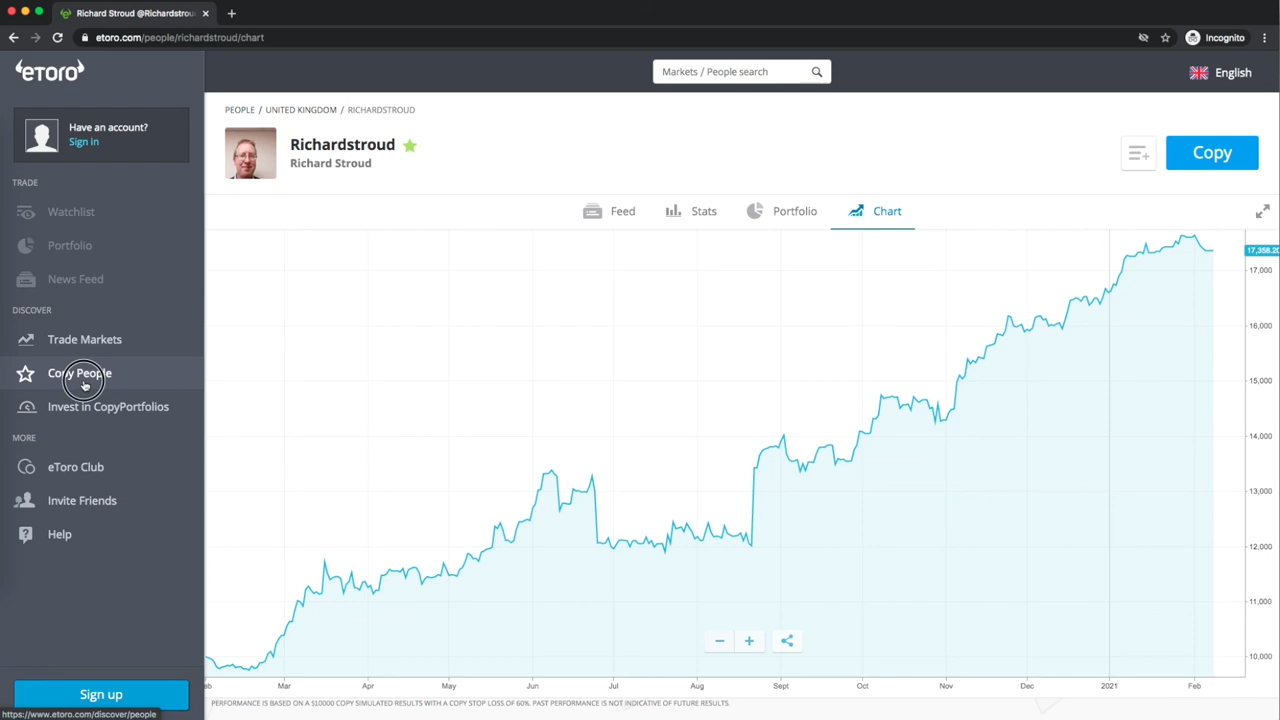 Richard Stroud @Richardstrou
etoro.com/people/richardstroud/chart
Incognito
eToro
Markets / People search
English
Have an account?
Sign in
TRADE
Watchlist
Portfolio
News Feed
DISCOVER
Trade Markets
Copy People
Invest in CopyPortfolios
MORE
eToro Club
Invite Friends
Help
Sign up
https://www.etoro.com/discover/people
PEOPLE / UNITED KINGDOM / RICHARDSTROUD
Richardstroud
Richard Stroud
Copy
Feed
Stats
Portfolio
Chart
17,358.20
17,000
16,000
15,000
14,000
13,000
12,000
11,000
10,000
eb Mar Apr May Jun Jul Aug Sept Oct Nov Dec 2021 Feb
PERFORMANCE IS BASED ON A $10000 COPY SIMULATED RESULTS WITH A COPY STOP LOSS OF 60%. PAST PERFORMANCE IS NOT INDICATIVE OF FUTURE RESULTS.